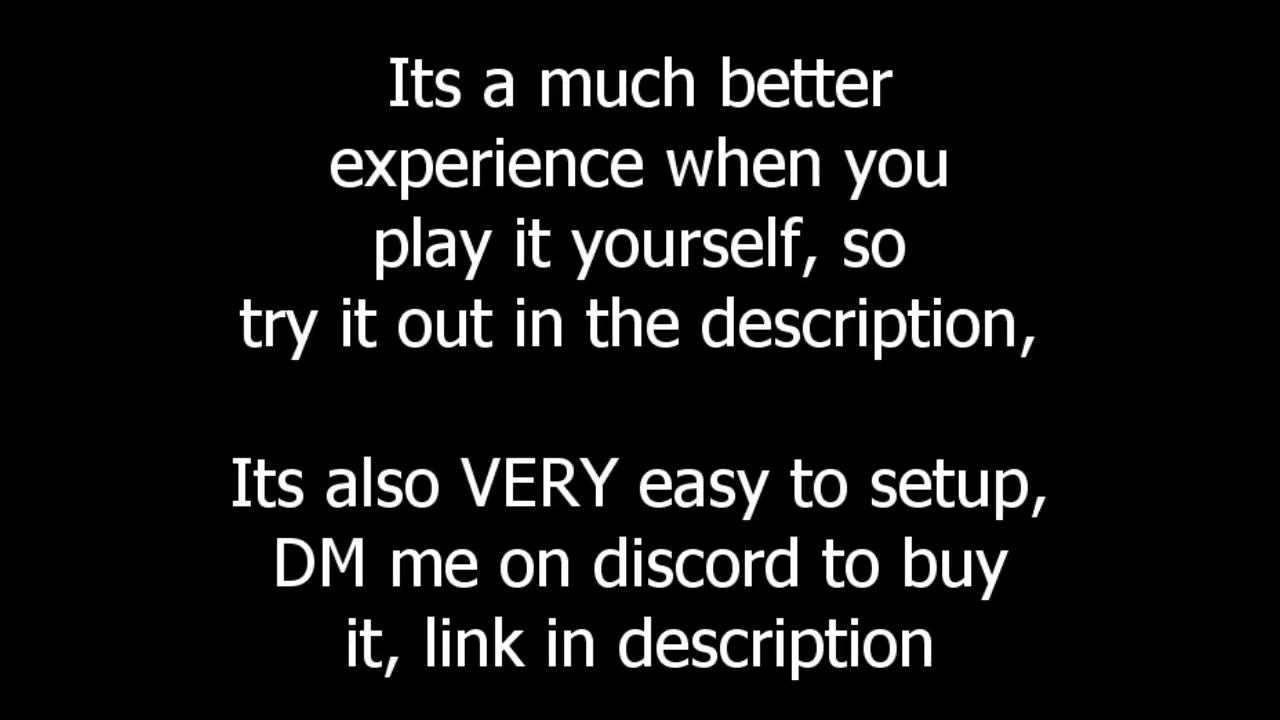 Its a much better
experience when you
play it yourself, so
try it out in the description,
Its also VERY easy to setup,
DM me on discord to buy
it, link in description